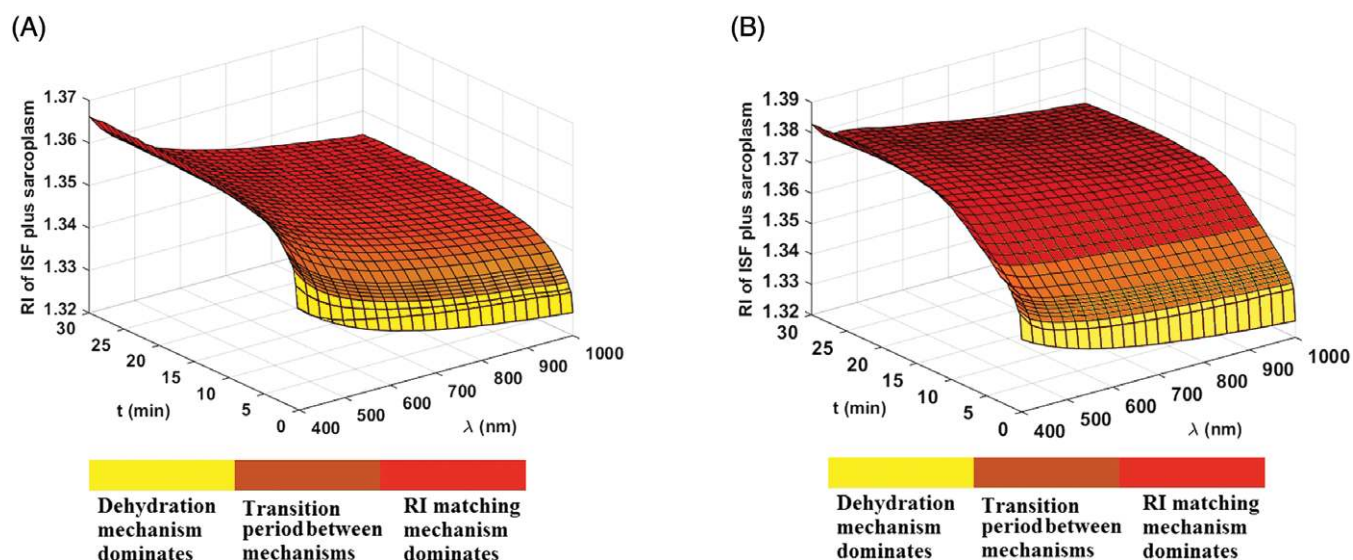 (A)
RI of ISF plus sarcoplasm
1.37
1.36
1.35
1.34
1.33
1.32
30
25
20
15
10
5
0
t (min)
400
500
600
700
800
900
1000
λ (nm)
Dehydration
mechanism
dominates
Transition
period between
mechanisms
RI matching
mechanism
dominates
(B)
RI of ISF plus sarcoplasm
1.39
1.38
1.37
1.36
1.35
1.34
1.33
1.32
30
25
20
15
10
5
0
t (min)
400
500
600
700
800
900
1000
λ (nm)
Dehydration
mechanism
dominates
Transition
period between
mechanisms
RI matching
mechanism
dominates